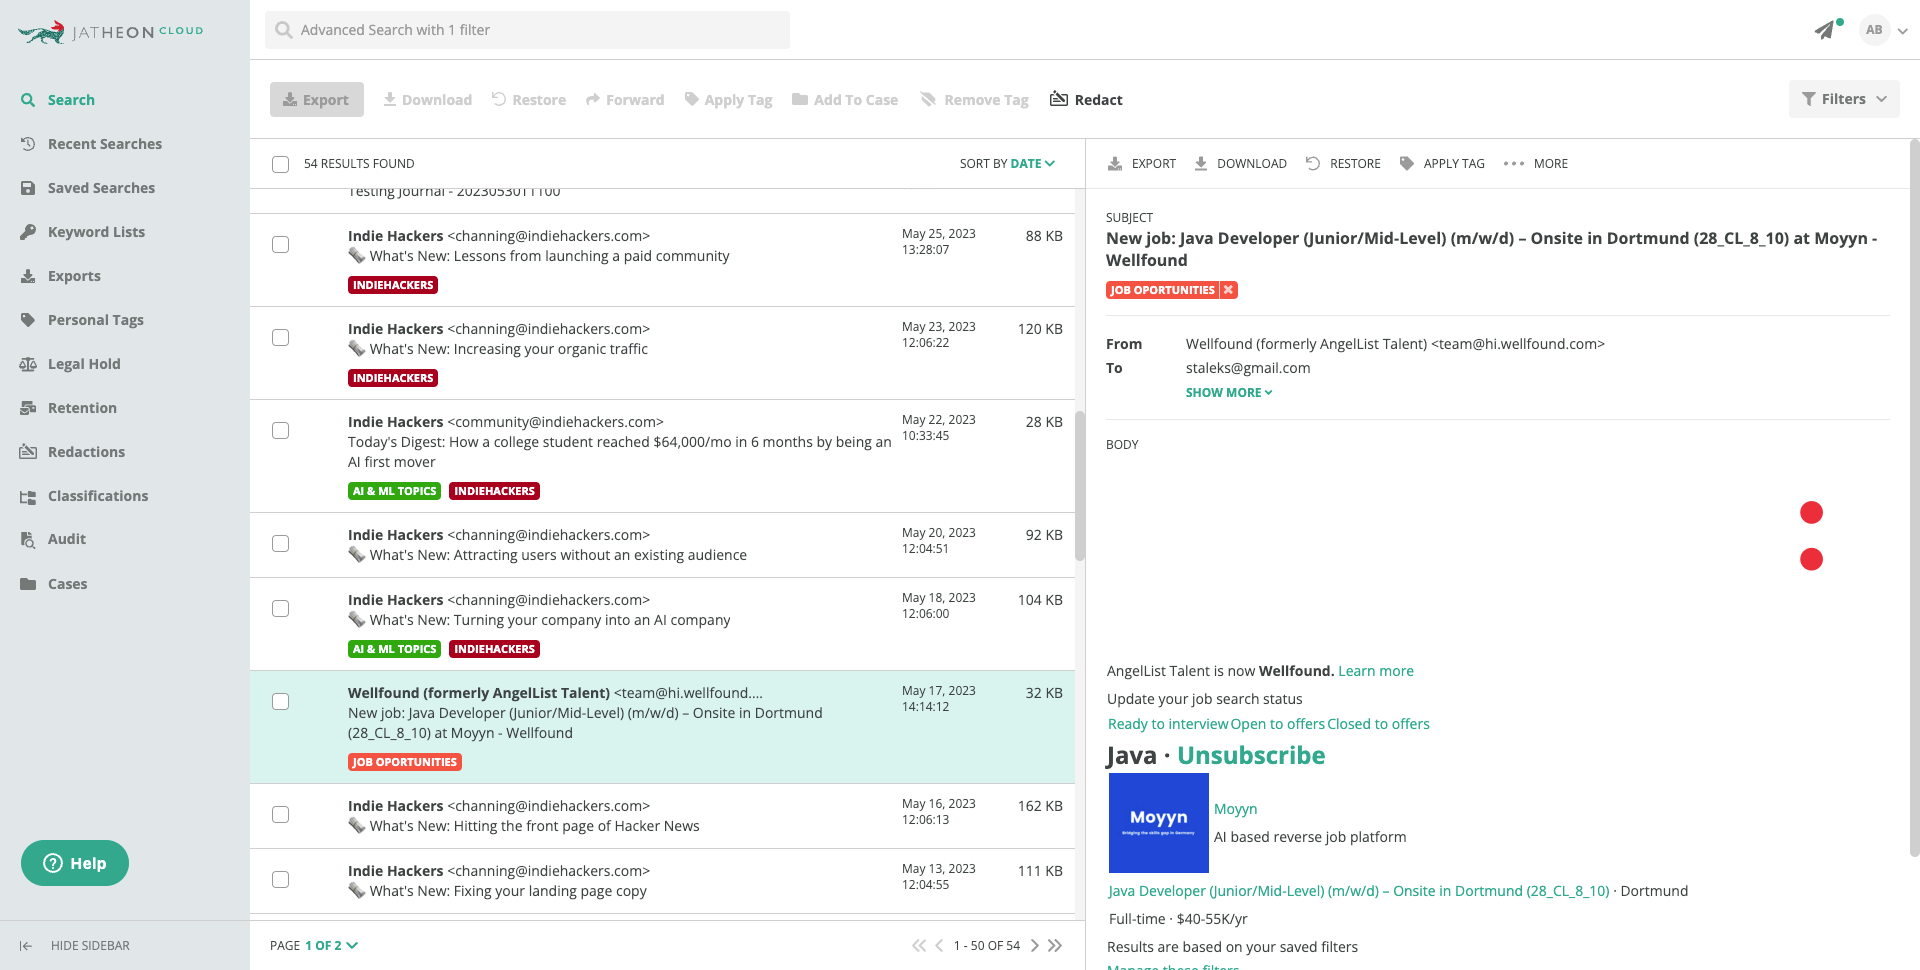 JATHEON CLOUD
Advanced Search with 1 filter
AB
Search
Recent Searches
Saved Searches
Keyword Lists
Exports
Personal Tags
Legal Hold
Retention
Redactions
Classifications
Audit
Cases
Help
HIDE SIDEBAR
Export
Download
Restore
Forward
Apply Tag
Add To Case
Remove Tag
Redact
Filters
54 RESULTS FOUND
SORT BY DATE
Testing Journal - 2023053011100
Indie Hackers <channing@indiehackers.com>
What's New: Lessons from launching a paid community
INDIEHACKERS
May 25, 2023
13:28:07
88 KB
Indie Hackers <channing@indiehackers.com>
What's New: Increasing your organic traffic
INDIEHACKERS
May 23, 2023
12:06:22
120 KB
Indie Hackers <community@indiehackers.com>
Today's Digest: How a college student reached $64,000/mo in 6 months by being an
AI first mover
AI & ML TOPICS INDIEHACKERS
May 22, 2023
10:33:45
28 KB
Indie Hackers <channing@indiehackers.com>
What's New: Attracting users without an existing audience
May 20, 2023
12:04:51
92 KB
Indie Hackers <channing@indiehackers.com>
What's New: Turning your company into an AI company
AI & ML TOPICS INDIEHACKERS
May 18, 2023
12:06:00
104 KB
Wellfound (formerly AngelList Talent) <team@hi.wellfound....
New job: Java Developer (Junior/Mid-Level) (m/w/d) – Onsite in Dortmund
(28_CL_8_10) at Moyyn - Wellfound
JOB OPORTUNITIES
May 17, 2023
14:14:12
32 KB
Indie Hackers <channing@indiehackers.com>
What's New: Hitting the front page of Hacker News
May 16, 2023
12:06:13
162 KB
Indie Hackers <channing@indiehackers.com>
What's New: Fixing your landing page copy
May 13, 2023
12:04:55
111 KB
PAGE 1 OF 2
1 - 50 OF 54
EXPORT
DOWNLOAD
RESTORE
APPLY TAG
MORE
SUBJECT
New job: Java Developer (Junior/Mid-Level) (m/w/d) – Onsite in Dortmund (28_CL_8_10) at Moyyn -
Wellfound
JOB OPORTUNITIES
From Wellfound (formerly AngelList Talent) <team@hi.wellfound.com>
To staleks@gmail.com
SHOW MORE
BODY
AngelList Talent is now Wellfound. Learn more
Update your job search status
Ready to interview Open to offers Closed to offers
Java · Unsubscribe
Moyyn
Bridging the skills gap in Germany
Moyyn
AI based reverse job platform
Java Developer (Junior/Mid-Level) (m/w/d) – Onsite in Dortmund (28_CL_8_10) · Dortmund
Full-time · $40-55K/yr
Results are based on your saved filters
Manage these filters